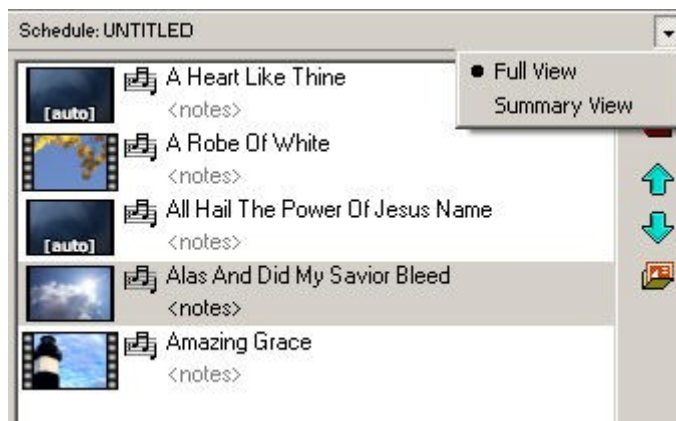 Schedule: UNTITLED
Full View
Summary View
[auto]
A Heart Like Thine
<notes>
A Robe Of White
<notes>
[auto]
All Hail The Power Of Jesus Name
<notes>
Alas And Did My Savior Bleed
<notes>
Amazing Grace
<notes>